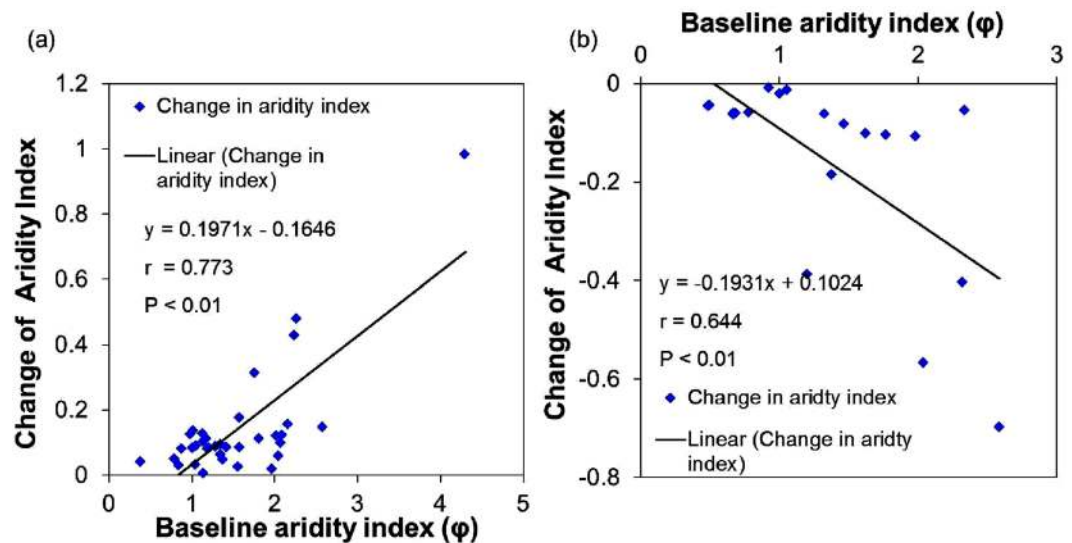 (a)
1.2
1
0.8
0.6
0.4
0.2
0
Change of Aridity Index
Change in aridity index
Linear (Change in
aridity index)
y = 0.1971x - 0.1646
r = 0.773
P < 0.01
0 1 2 3 4 5
Baseline aridity index (φ)
Baseline aridity index (φ)
(b)
0 1 2 3
0
-0.2
-0.4
-0.6
-0.8
Change of Aridity Index
y = -0.1931x + 0.1024
r = 0.644
P < 0.01
Change in aridty index
Linear (Change in aridty
index)